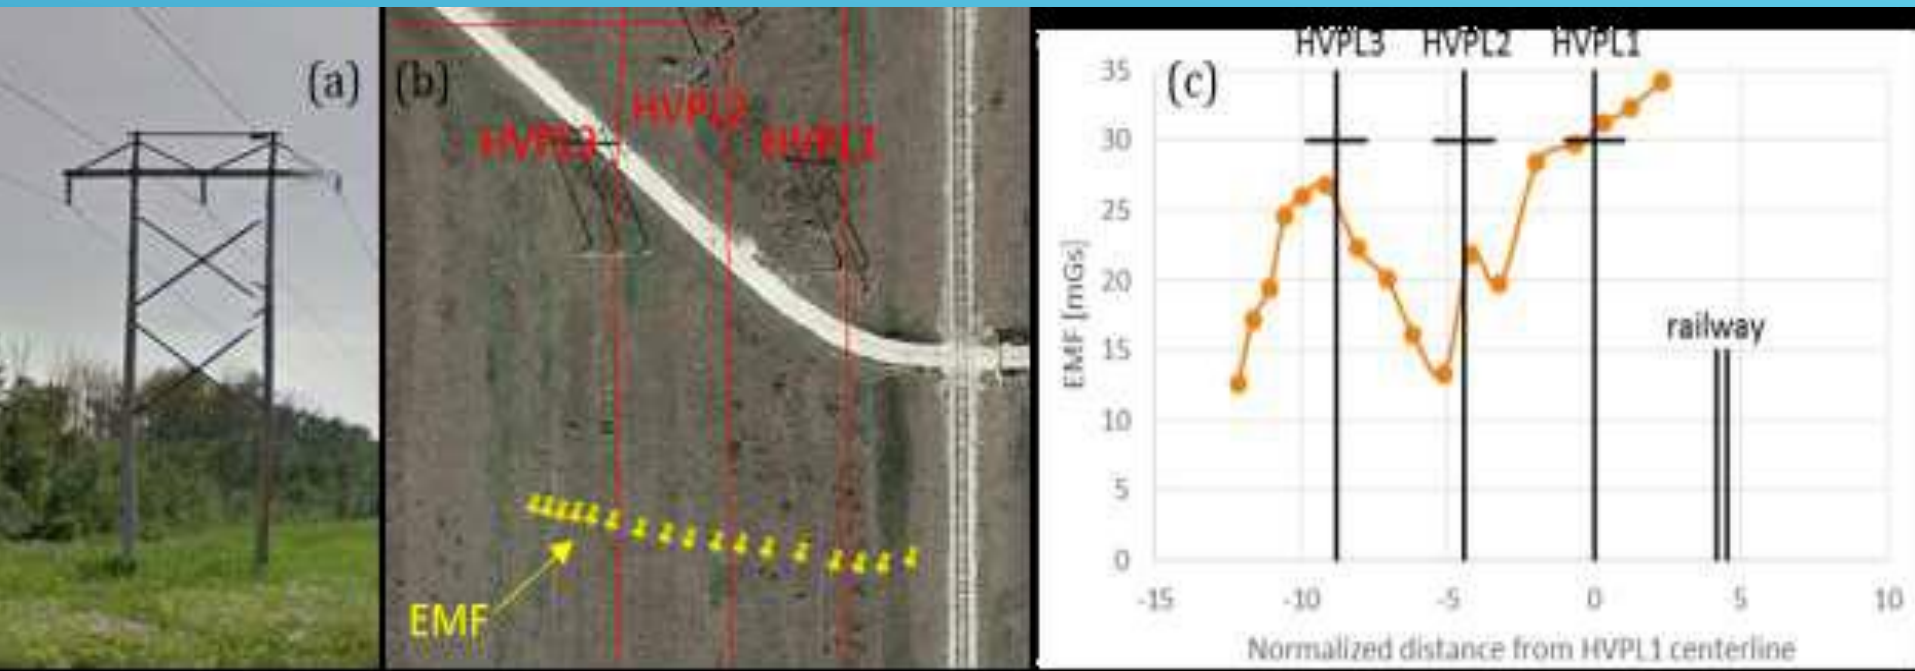 (a)
(b)
HVPL3
HVPL2
HVPL1
EMF
HVPL3 HVPL2 HVPL1
(c)
35
30
25
20
15
10
5
0
EMF [mGs]
railway
-15 -10 -5 0 5 10
Normalized distance from HVPL1 centerline